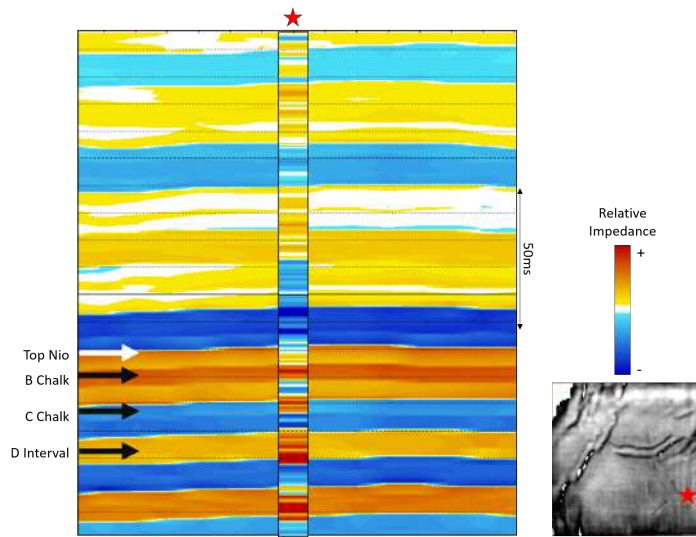 Top Nio
B Chalk
C Chalk
D Interval
50ms
Relative
Impedance
+
-